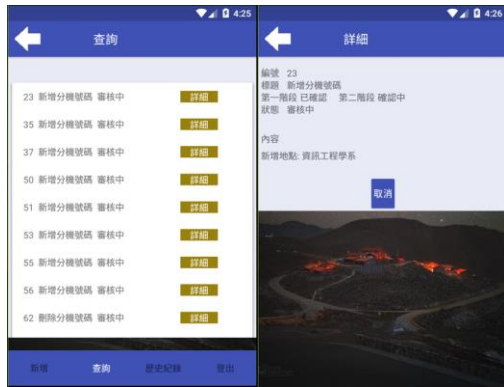 4:25
查詢
23 新增分機號碼 審核中 詳細
35 新增分機號碼 審核中 詳細
37 新增分機號碼 審核中 詳細
50 新增分機號碼 審核中 詳細
51 新增分機號碼 審核中 詳細
53 新增分機號碼 審核中 詳細
55 新增分機號碼 審核中 詳細
56 新增分機號碼 審核中 詳細
62 刪除分機號碼 審核中 詳細
新增 查詢 歷史紀錄 登出
4:26
詳細
編號 23
標題 新增分機號碼
第一階段 已確認 第二階段 確認中
狀態 審核中
內容
新增地點: 資訊工程學系
取消